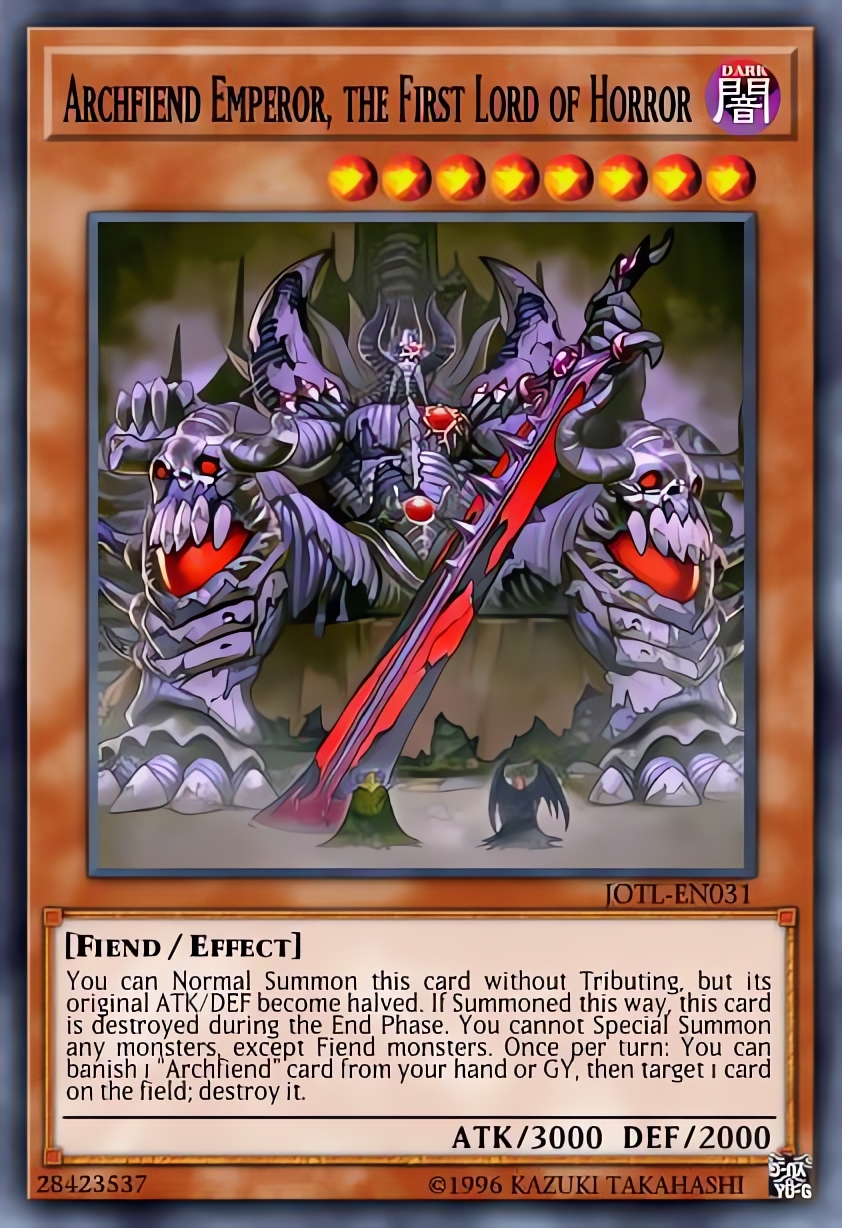 ARCHFIEND EMPEROR, THE FIRST LORD OF HORROR
DARK
闇
JOTL-EN031
[FIEND / EFFECT]
You can Normal Summon this card without Tributing, but its
original ATK/DEF become halved. If Summoned this way, this card
is destroyed during the End Phase. You cannot Special Summon
any monsters, except Fiend monsters. Once per turn: You can
banish 1 "Archfiend" card from your hand or GY, then target 1 card
on the field; destroy it.
ATK/3000 DEF/2000
28423537
©1996 KAZUKI TAKAHASHI